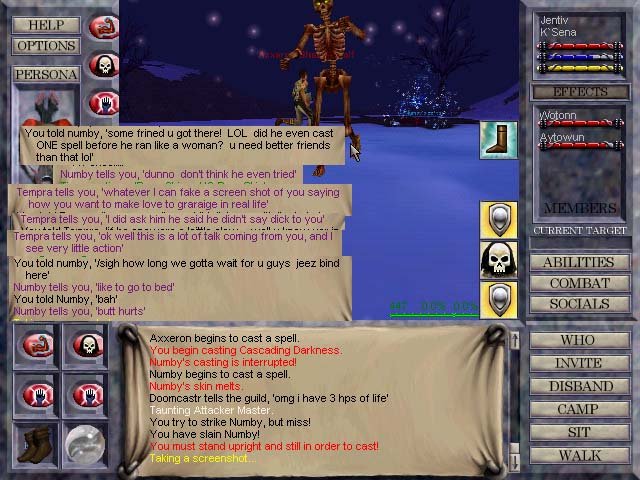 HELP
OPTIONS
PERSONA
Jentiv
K`Sena
EFFECTS
Wotonn
Aytowun
MEMBERS
CURRENT TARGET
ABILITIES
COMBAT
SOCIALS
WHO
INVITE
DISBAND
CAMP
SIT
WALK
You told numby, 'some frined u got there!  LOL  did he even cast
ONE spell before he ran like a woman?  u need better friends
than that lol'
Numby tells you, 'dunno  don't think he even tried'
Tempra tells you, 'whatever I can fake a screen shot of you saying
how you want to make love to graraige in real life'
Tempra tells you, 'I did ask him he said he didn't say dick to you'
Tempra tells you, 'ok well this is a lot of talk coming from you, and I
see very little action'
You told numby, '/sigh how long we gotta wait for u guys  jeez bind
here'
Numby tells you, 'like to go to bed'
You told Numby, 'bah'
Numby tells you, 'butt hurts'
Axxeron begins to cast a spell.
You begin casting Cascading Darkness.
Numby's casting is interrupted!
Numby begins to cast a spell.
Numby's skin melts.
Doomcastr tells the guild, 'omg i have 3 hps of life'
Taunting Attacker Master.
You try to strike Numby, but miss!
You have slain Numby!
You must stand upright and still in order to cast!
Taking a screenshot...